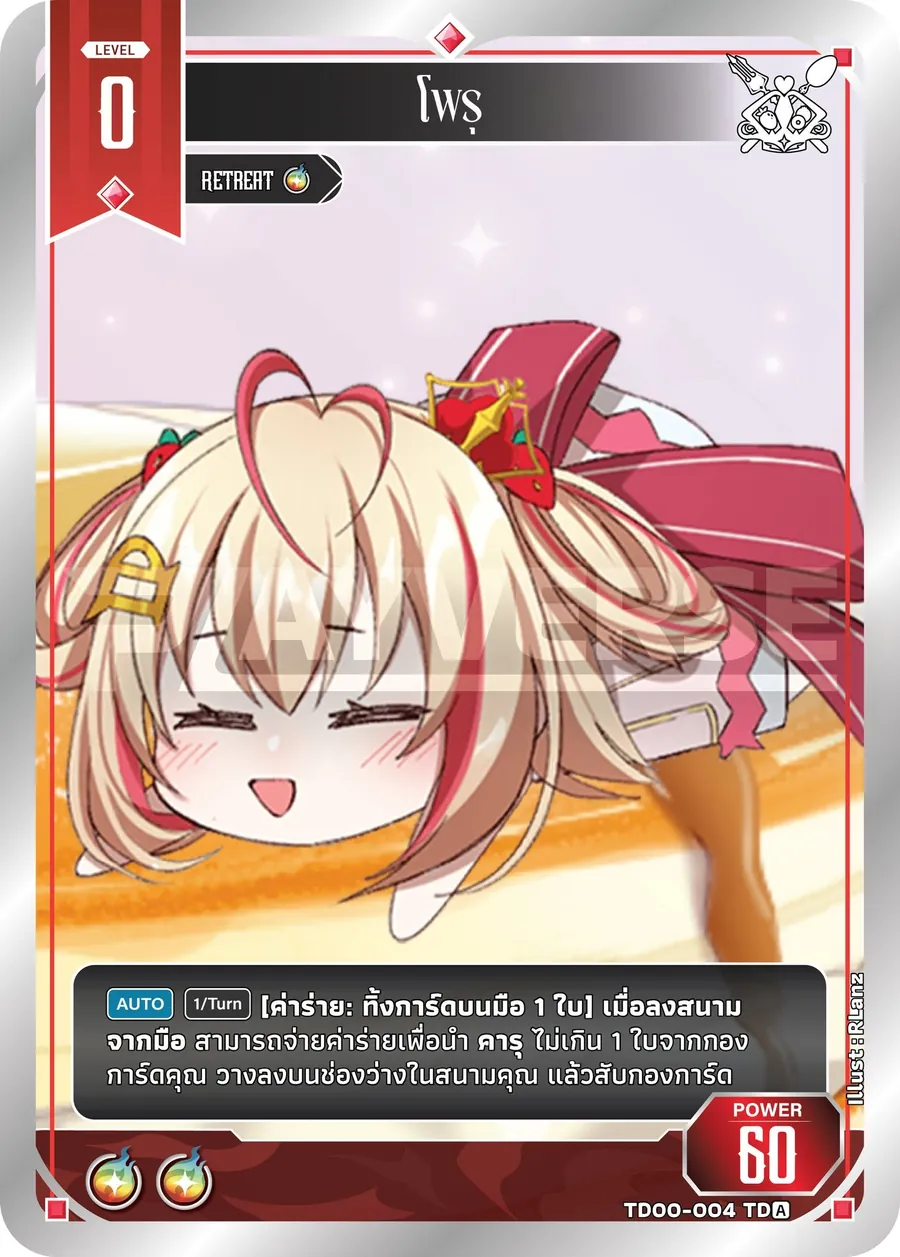 LEVEL
0
โพรุ
RETREAT
WAYVERSE
AUTO 1/Turn [ค่าร่าย: ทิ้งการ์ดบนมือ 1 ใบ] เมื่อลงสนาม
จากมือ สามารถจ่ายค่าร่ายเพื่อนำ คารุ ไม่เกิน 1 ใบจากกอง
การ์ดคุณ วางลงบนช่องว่างในสนามคุณ แล้วสับกองการ์ด
Illust : RLanz
POWER
60
TD00-004 TD A